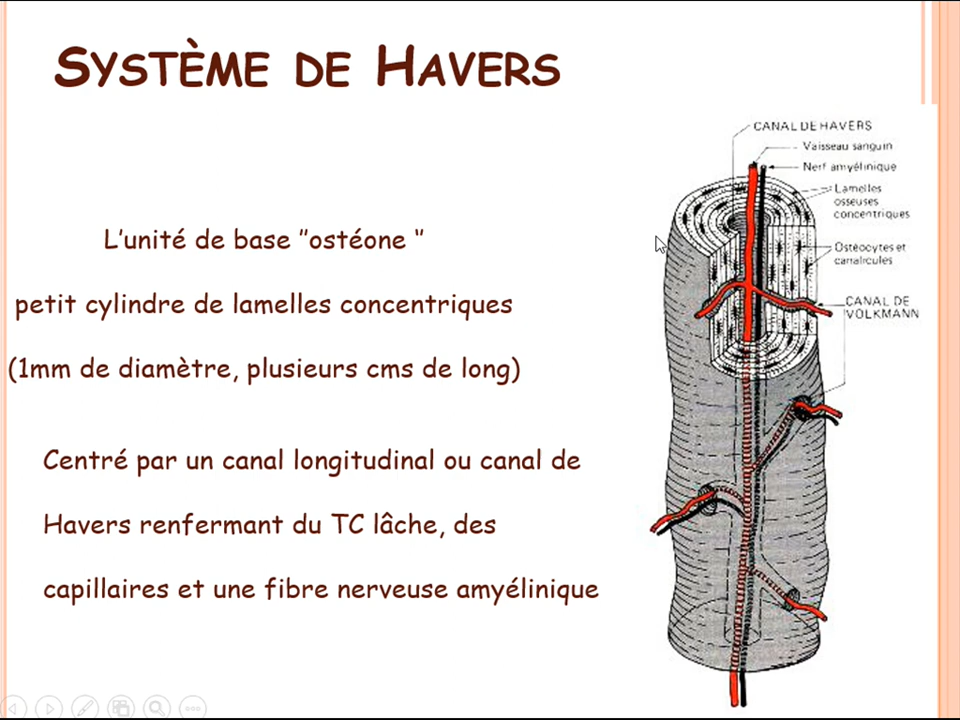 SYSTÈME DE HAVERS
L'unité de base ‘’ostéone ‘’
petit cylindre de lamelles concentriques
(1mm de diamètre, plusieurs cms de long)
Centré par un canal longitudinal ou canal de
Havers renfermant du TC lâche, des
capillaires et une fibre nerveuse amyélinique
CANAL DE HAVERS
Vaisseau sanguin
Nerf amyélinique
Lamelles
osseuses
concentriques
Ostéocytes et
canalicules
CANAL DE
VOLKMANN